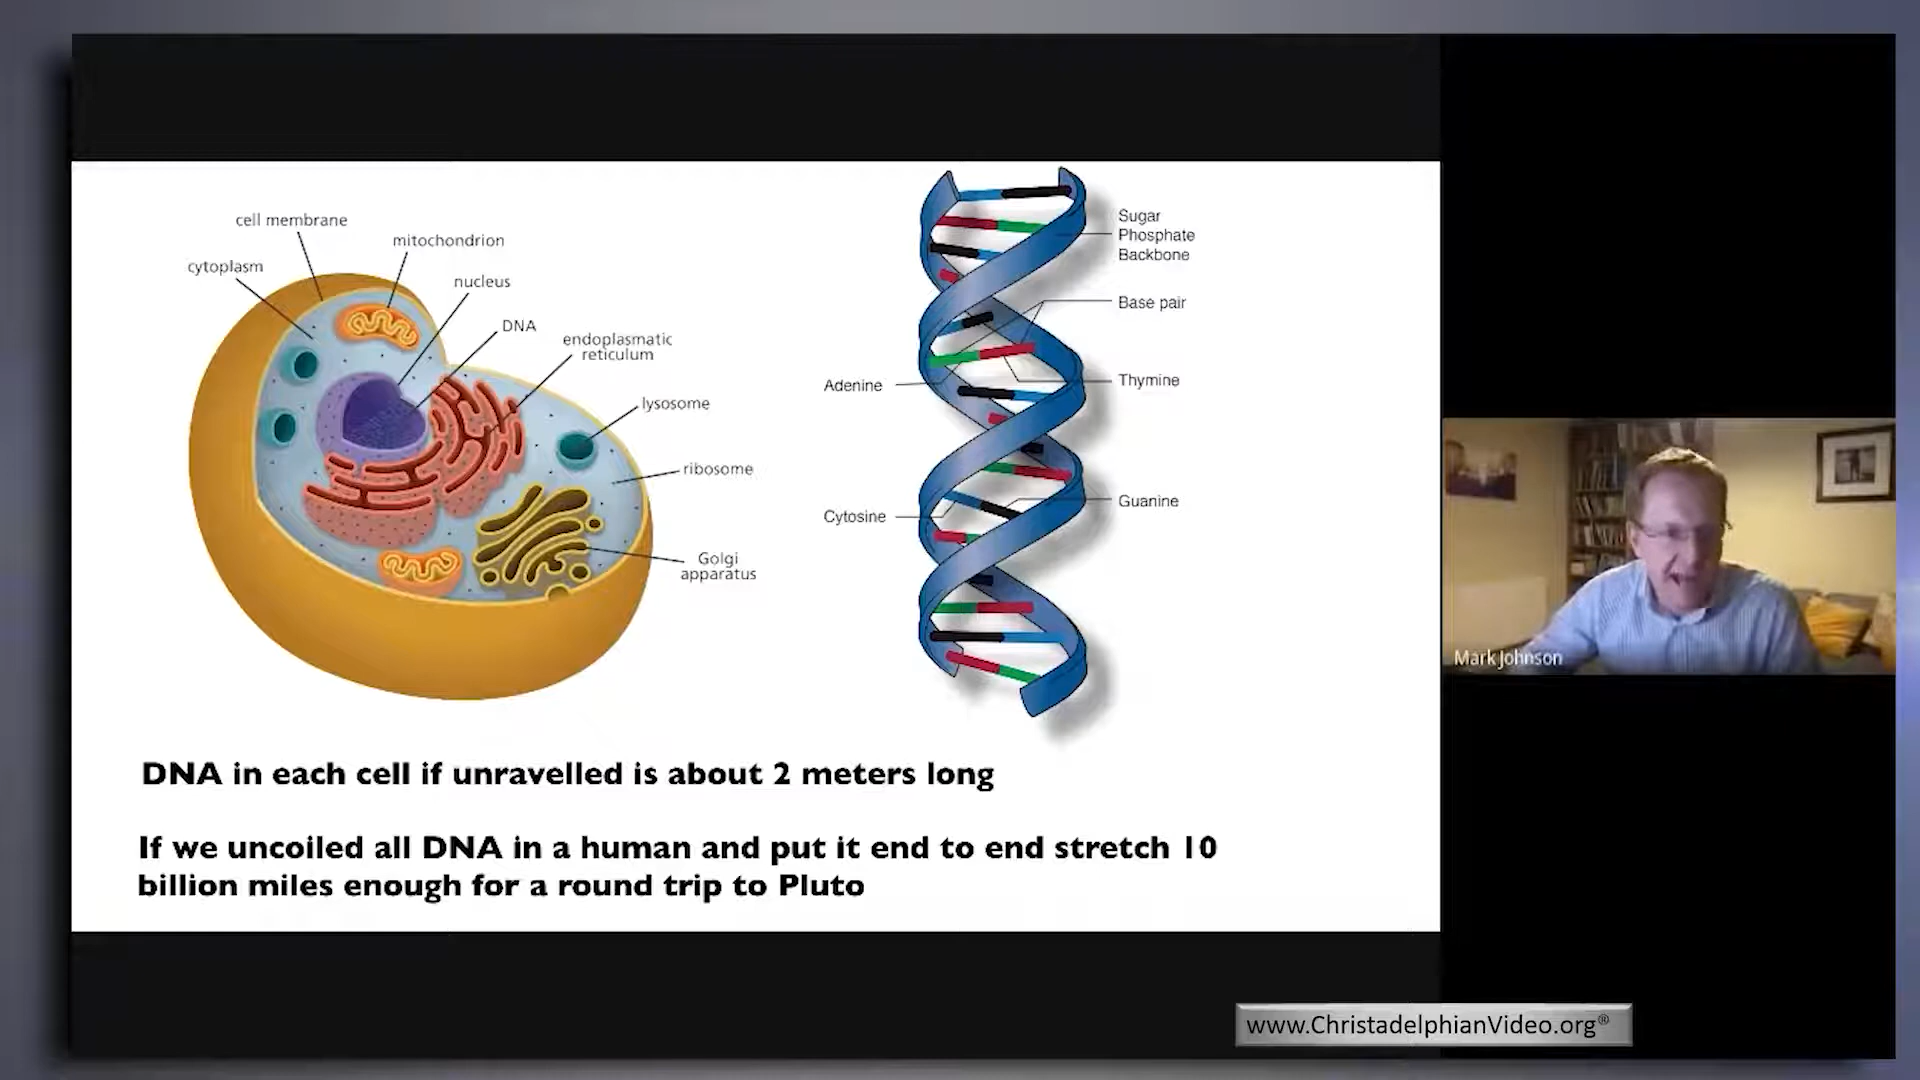 cell membrane
mitochondrion
cytoplasm
nucleus
DNA
endoplasmatic
reticulum
lysosome
ribosome
Golgi
apparatus
Sugar
Phosphate
Backbone
Base pair
Adenine
Thymine
Cytosine
Guanine
DNA in each cell if unravelled is about 2 meters long
If we uncoiled all DNA in a human and put it end to end stretch 10
billion miles enough for a round trip to Pluto
Mark Johnson
www.ChristadelphianVideo.org®